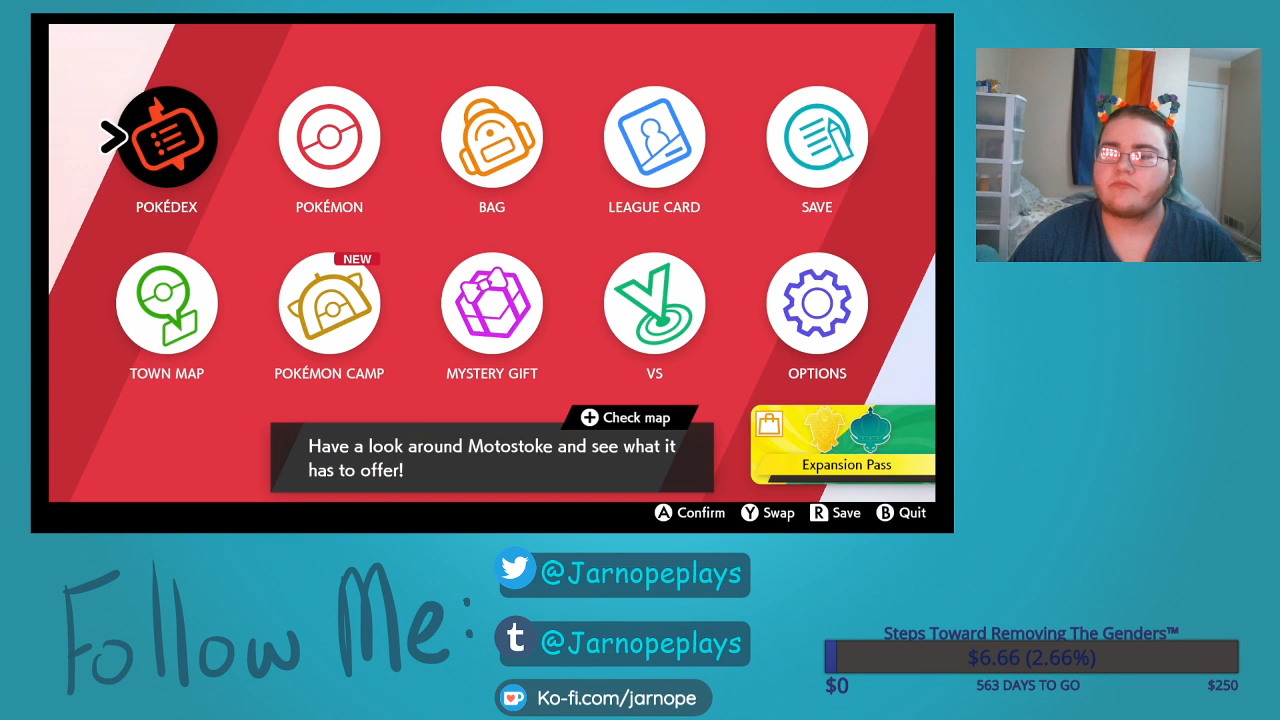 POKÉDEX
POKÉMON
BAG
LEAGUE CARD
SAVE
NEW
TOWN MAP
POKÉMON CAMP
MYSTERY GIFT
VS
OPTIONS
Check map
Have a look around Motostoke and see what it
has to offer!
Expansion Pass
A Confirm Y Swap R Save B Quit
Follow Me:
@Jarnopeplays
t @Jarnopeplays
Ko-fi.com/jarnope
Steps Toward Removing The Genders™
$6.66 (2.66%)
$0 563 DAYS TO GO $250